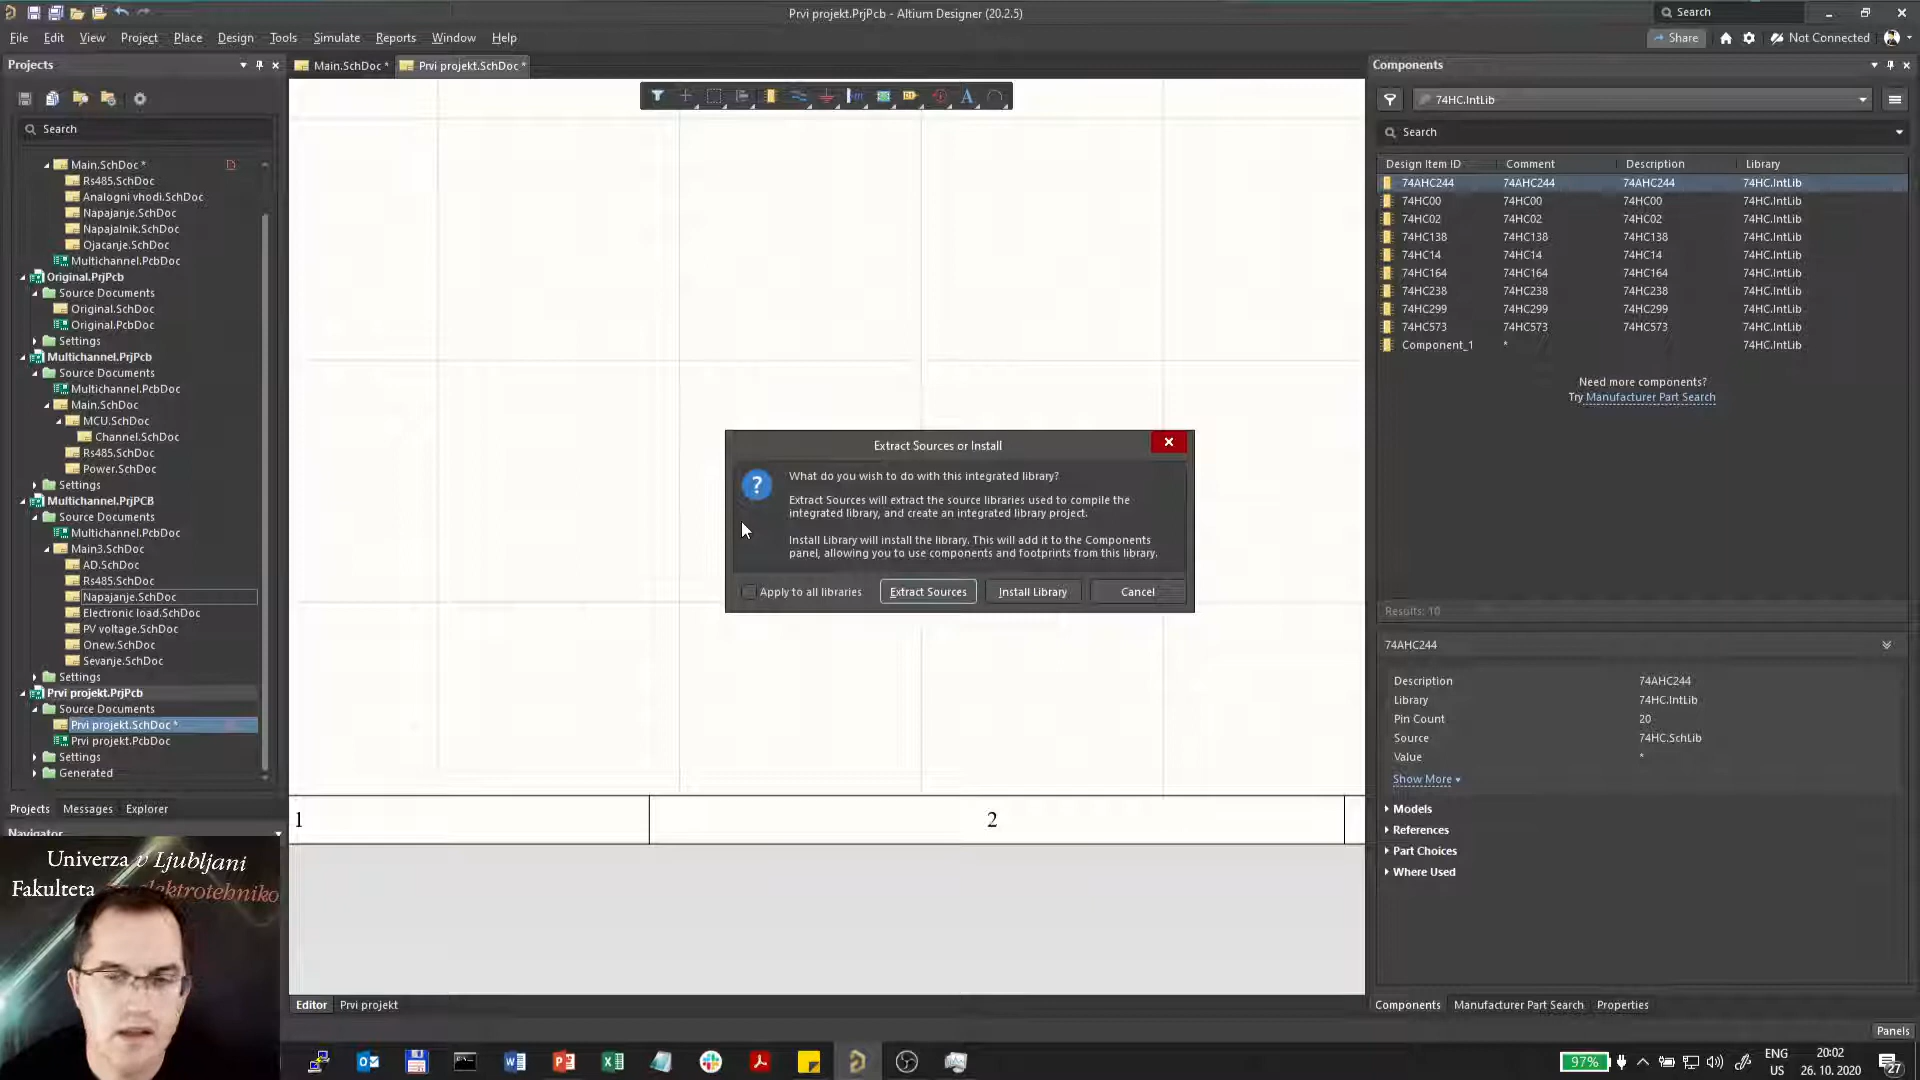 Prvi projekt.PrjPcb - Altium Designer (20.2.5)
Search
File Edit View Project Place Design Tools Simulate Reports Window Help
Share
Not Connected
Projects
Main.SchDoc *
Prvi projekt.SchDoc *
Components
74HC.IntLib
Search
Search
Design Item ID Comment Description Library
74AHC244 74AHC244 74AHC244 74HC.IntLib
74HC00 74HC00 74HC00 74HC.IntLib
74HC02 74HC02 74HC02 74HC.IntLib
74HC138 74HC138 74HC138 74HC.IntLib
74HC14 74HC14 74HC14 74HC.IntLib
74HC164 74HC164 74HC164 74HC.IntLib
74HC238 74HC238 74HC238 74HC.IntLib
74HC299 74HC299 74HC299 74HC.IntLib
74HC573 74HC573 74HC573 74HC.IntLib
Component_1 * 74HC.IntLib
Need more components?
Try Manufacturer Part Search
Results: 10
74AHC244
Description 74AHC244
Library 74HC.IntLib
Pin Count 20
Source 74HC.SchLib
Value *
Show More
Models
References
Part Choices
Where Used
Components Manufacturer Part Search Properties
Panels
Main.SchDoc *
Rs485.SchDoc
Analogni vhodi.SchDoc
Napajanje.SchDoc
Napajalnik.SchDoc
Ojacanje.SchDoc
Multichannel.PcbDoc
Original.PrjPcb
Source Documents
Original.SchDoc
Original.PcbDoc
Settings
Multichannel.PrjPcb
Source Documents
Multichannel.PcbDoc
Main.SchDoc
MCU.SchDoc
Channel.SchDoc
Rs485.SchDoc
Power.SchDoc
Settings
Multichannel.PrjPCB
Source Documents
Multichannel.PcbDoc
Main3.SchDoc
AD.SchDoc
Rs485.SchDoc
Napajanje.SchDoc
Electronic load.SchDoc
PV voltage.SchDoc
Onew.SchDoc
Sevanje.SchDoc
Settings
Prvi projekt.PrjPcb
Source Documents
Prvi projekt.SchDoc *
Prvi projekt.PcbDoc
Settings
Generated
Projects Messages Explorer
Navigator
Univerza v Ljubljani
Fakulteta elektrotehniko
Extract Sources or Install
What do you wish to do with this integrated library?
Extract Sources will extract the source libraries used to compile the
integrated library, and create an integrated library project.
Install Library will install the library. This will add it to the Components
panel, allowing you to use components and footprints from this library.
Apply to all libraries
Extract Sources
Install Library
Cancel
1
2
Editor Prvi projekt
97%
ENG
US
20:02
26. 10. 2020
27